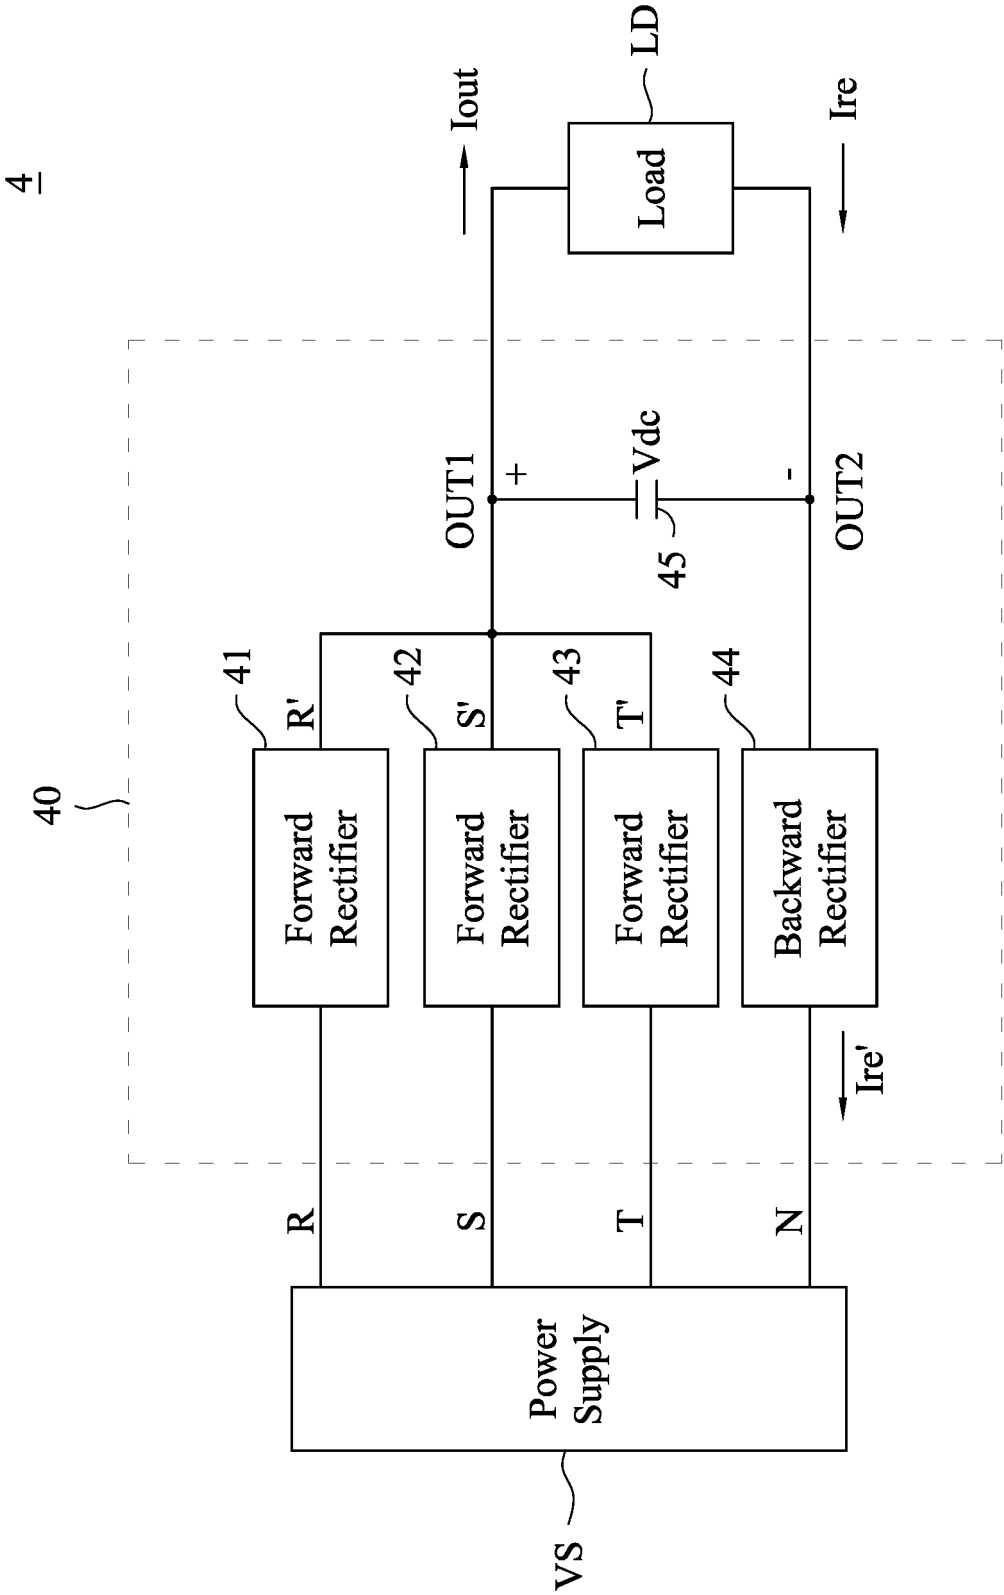 4
40
41
R'
42
S'
43
T'
44
Forward
Rectifier
Forward
Rectifier
Forward
Rectifier
Backward
Rectifier
R
S
T
N
Power
Supply
VS
Ire'
OUT1
+
Vdc
45
-
OUT2
Iout
Load
LD
Ire